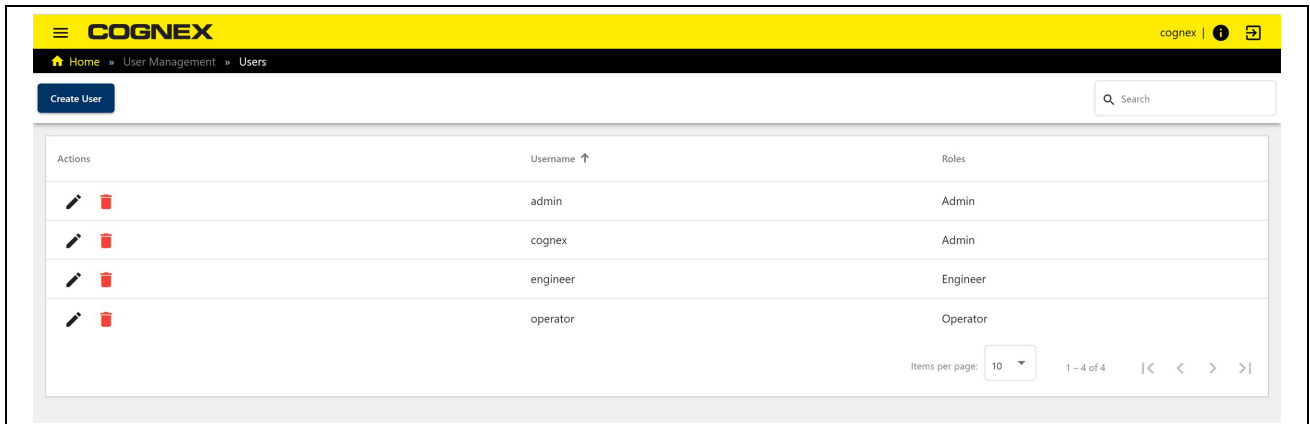 COGNEX
cognex |
Home » User Management » Users
Create User
Search
Actions Username Roles
admin Admin
cognex Admin
engineer Engineer
operator Operator
Items per page: 10 1 – 4 of 4